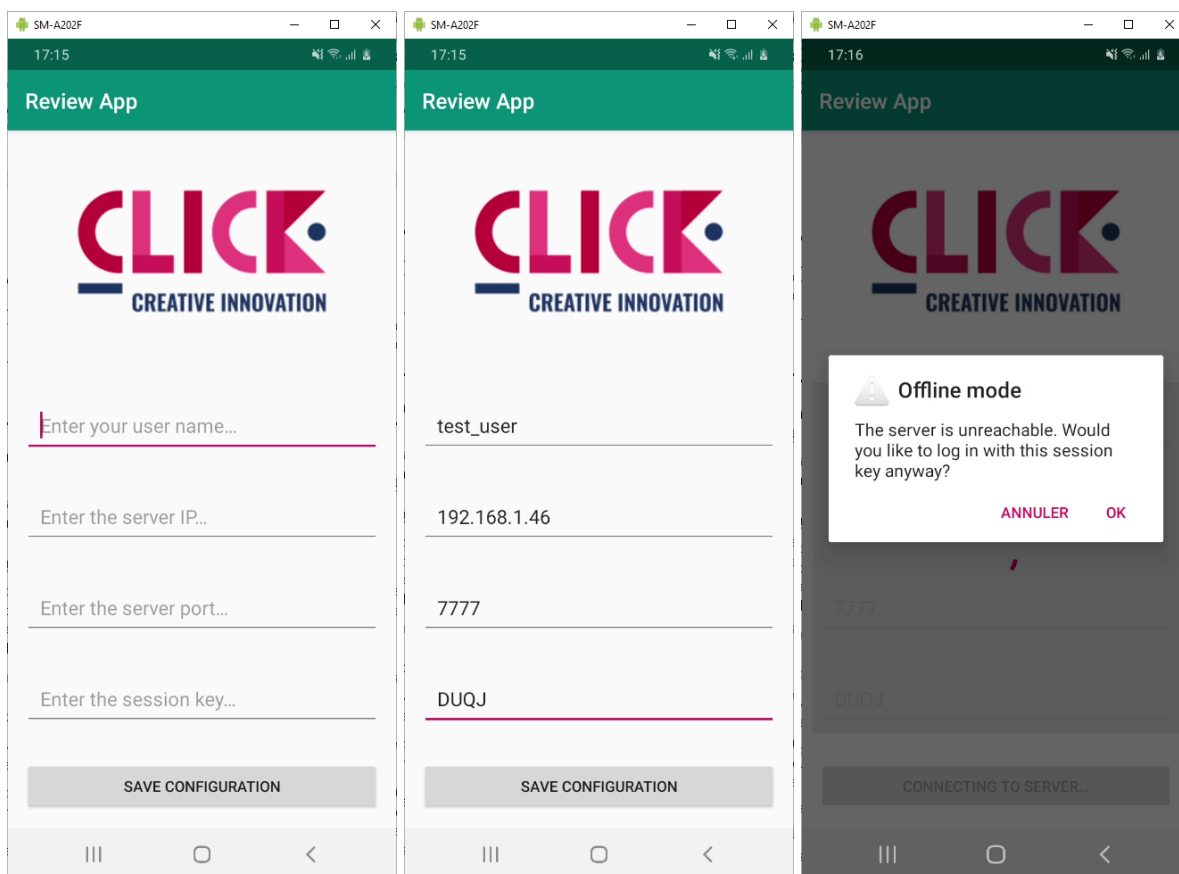 SM-A202F
17:15
Review App
CLICK
CREATIVE INNOVATION
Enter your user name...
Enter the server IP...
Enter the server port...
Enter the session key...
SAVE CONFIGURATION
SM-A202F
17:15
Review App
CLICK
CREATIVE INNOVATION
test_user
192.168.1.46
7777
DUQJ
SAVE CONFIGURATION
SM-A202F
17:16
Review App
CLICK
CREATIVE INNOVATION
Offline mode
The server is unreachable. Would
you like to log in with this session
key anyway?
ANNULER OK
7777
DUQJ
CONNECTING TO SERVER...